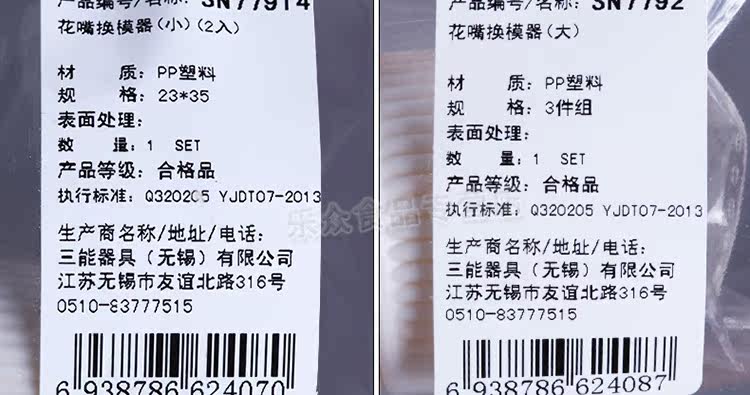 产品编号/名称: SN77914
花嘴换模器(小)(2入)
材 质: PP塑料
规 格: 23*35
表面处理:
数 量: 1 SET
产品等级: 合格品
执行标准: Q320205 YJDT07-2013
生产商名称/地址/电话:
三能器具(无锡)有限公司
江苏无锡市友谊北路316号
0510-83777515
6 938786 624070
产品编号/名称: SN7792
花嘴换模器(大)
材 质: PP塑料
规 格: 3件组
表面处理:
数 量: 1 SET
产品等级: 合格品
执行标准: Q320205 YJDT07-2013
生产商名称/地址/电话:
三能器具(无锡)有限公司
江苏无锡市友谊北路316号
0510-83777515
6 938786 624087
乐众食品